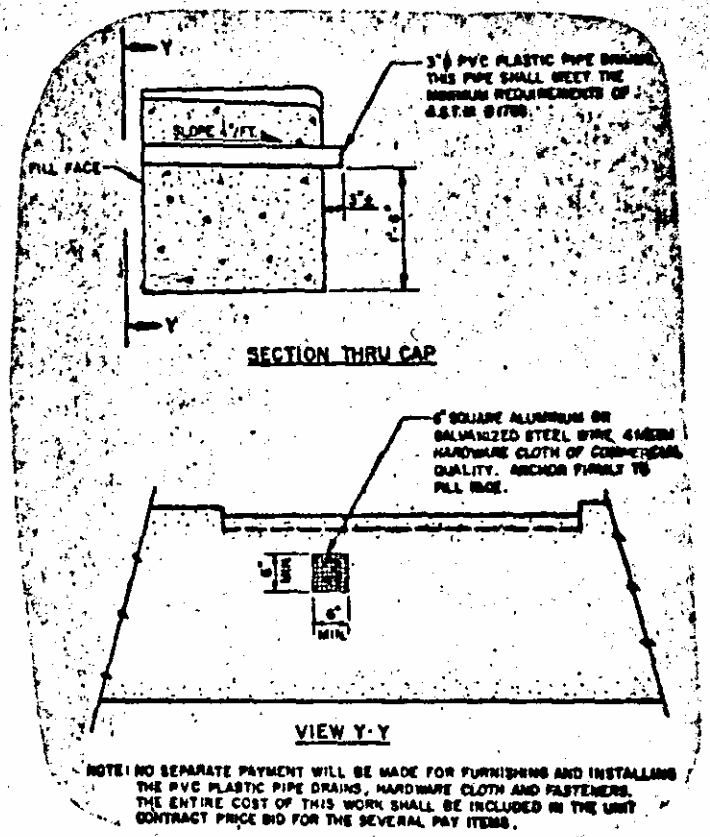 Y
3"ϕ PVC PLASTIC PIPE DRAINS.
THIS PIPE SHALL MEET THE
MINIMUM REQUIREMENTS OF
A.S.T.M.
SLOPE /FT.
FILL FACE
3"
Y
SECTION THRU CAP
6" SQUARE ALUMINUM OR
GALVANIZED STEEL WIRE, 4 MESH
HARDWARE CLOTH OF COMMERCIAL
QUALITY. ANCHOR FIRMLY TO
FILL FACE.
6"
MIN.
6"
MIN.
VIEW Y-Y
NOTE: NO SEPARATE PAYMENT WILL BE MADE FOR FURNISHING AND INSTALLING
THE PVC PLASTIC PIPE DRAINS, HARDWARE CLOTH AND FASTENERS.
THE ENTIRE COST OF THIS WORK SHALL BE INCLUDED IN THE UNIT
CONTRACT PRICE BID FOR THE SEVERAL PAY ITEMS.